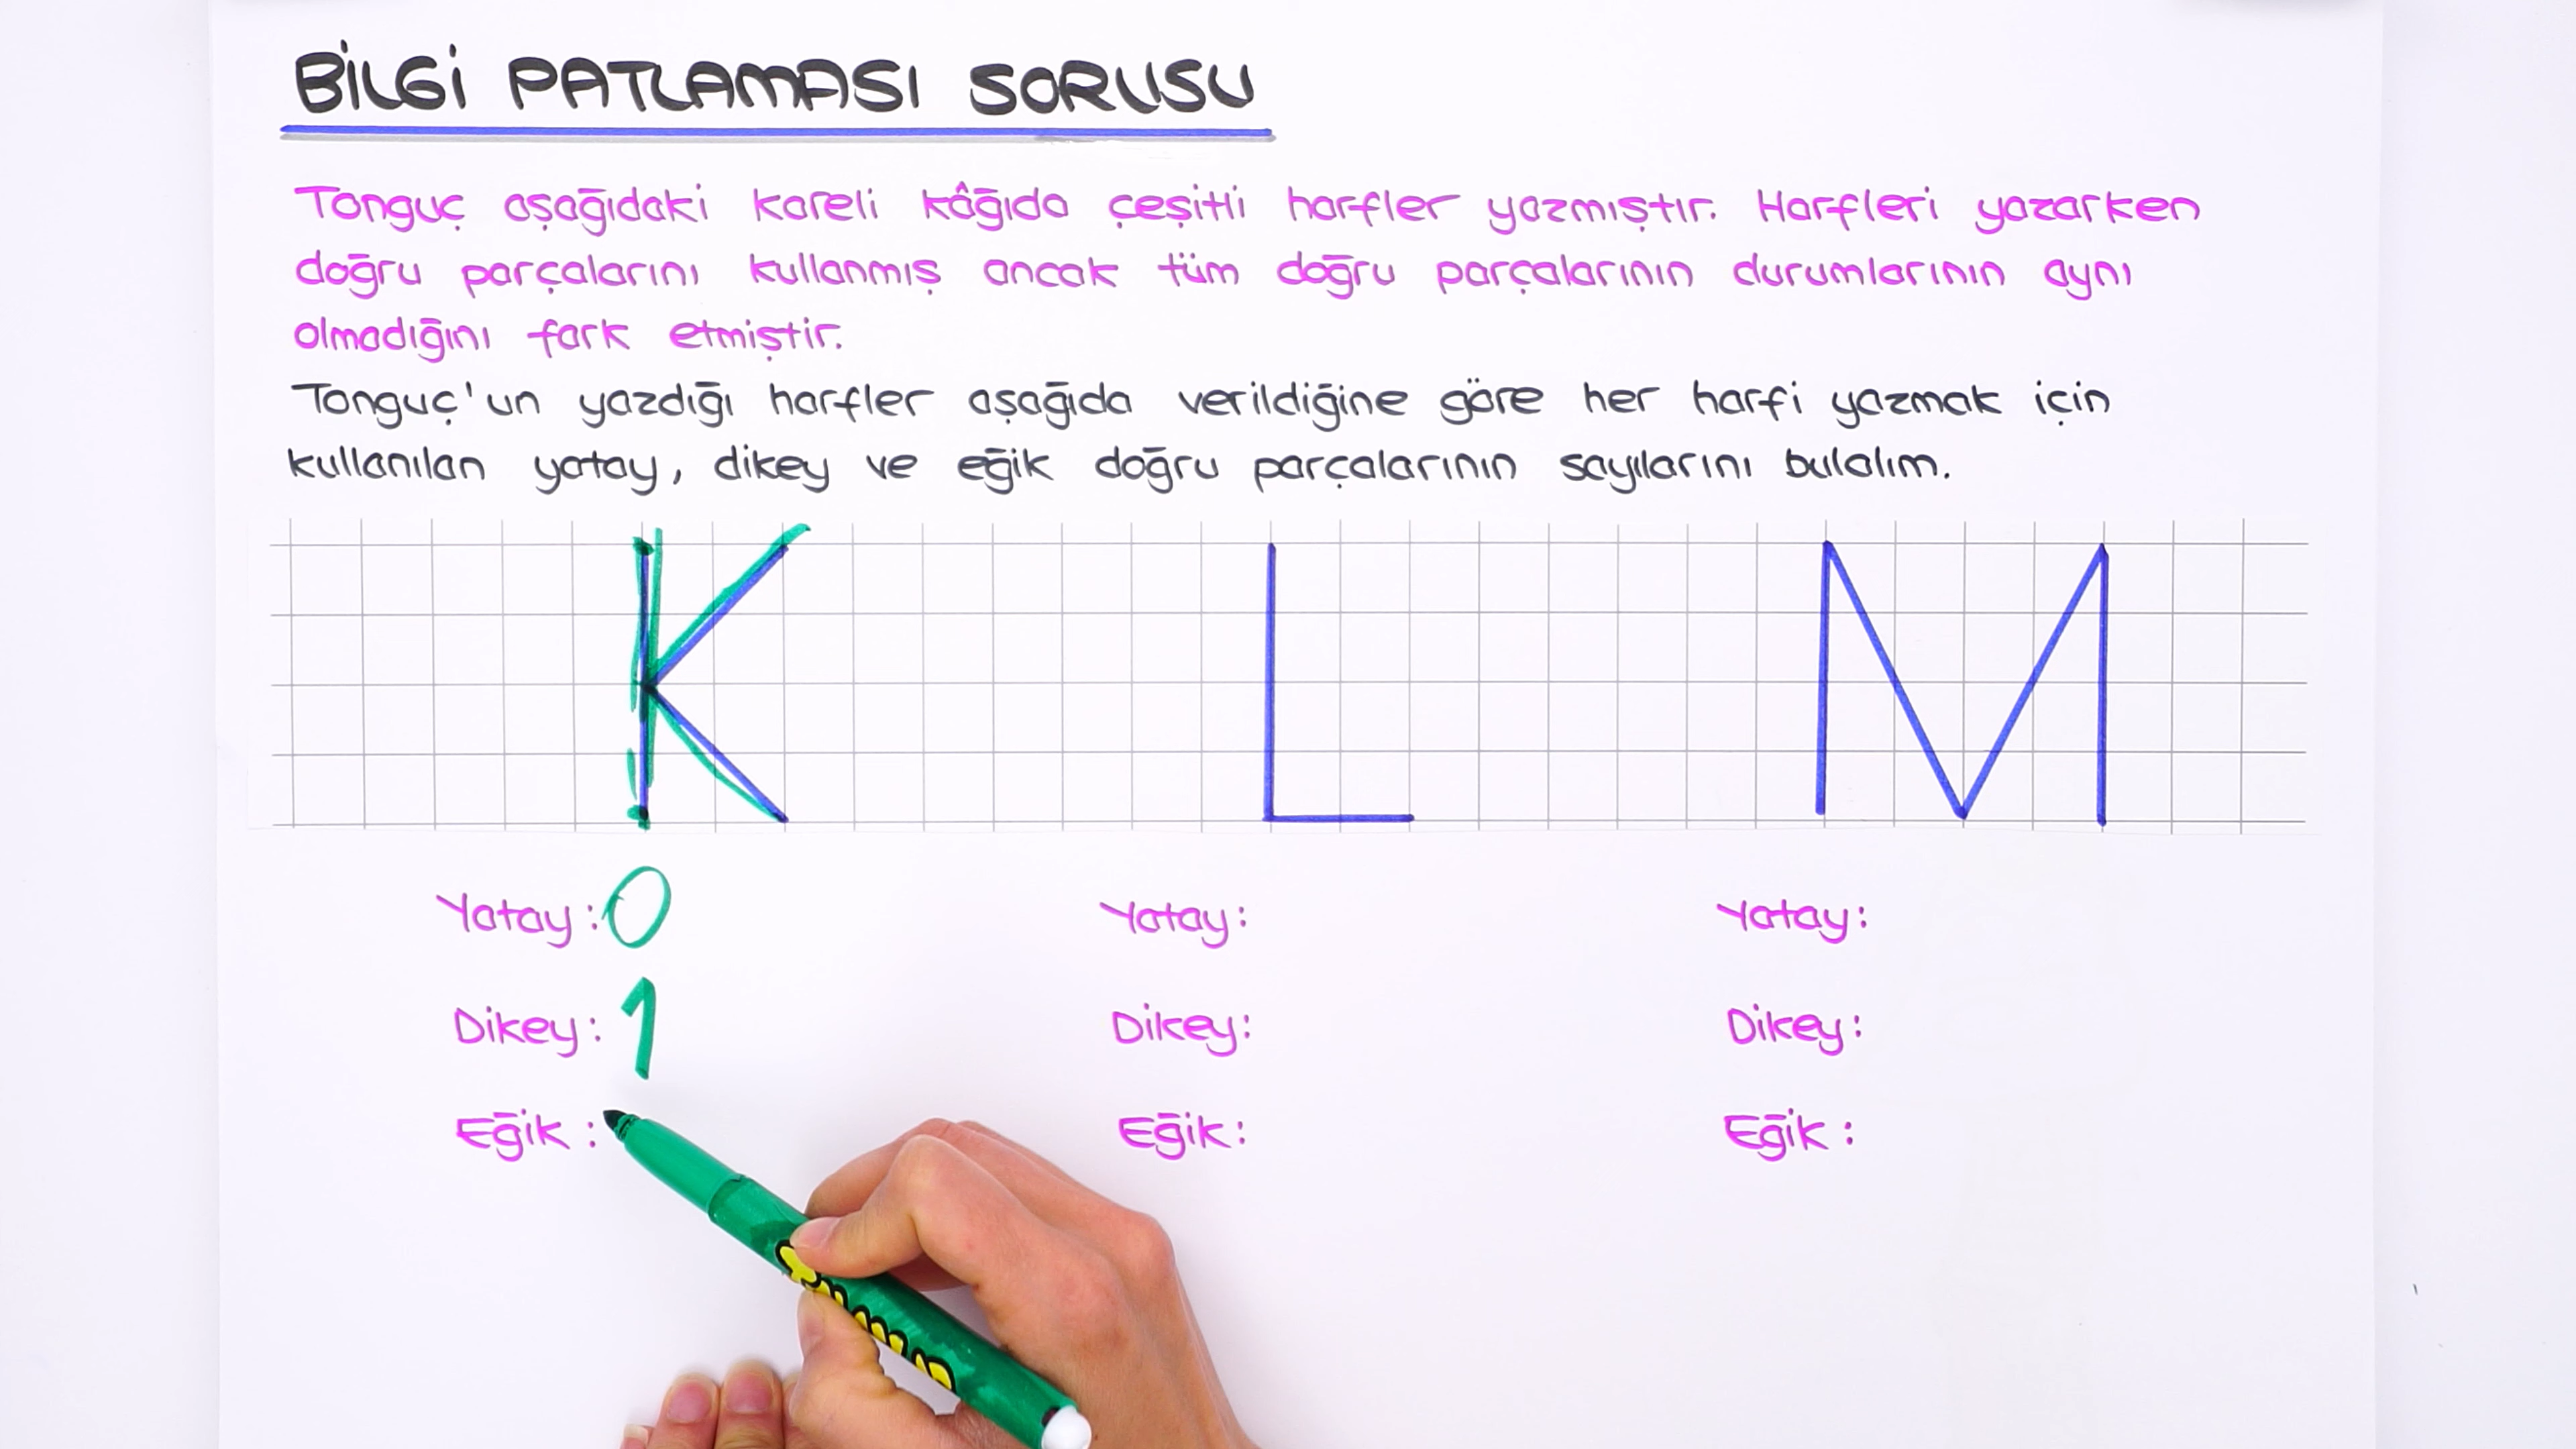 BİLGİ PATLAMASI SORUSU
Tonguç aşağıdaki kareli kâğıda çeşitli harfler yazmıştır. Harfleri yazarken
doğru parçalarını kullanmış ancak tüm doğru parçalarının durumlarının aynı
olmadığını fark etmiştir.
Tonguç'un yazdığı harfler aşağıda verildiğine göre her harfi yazmak için
kullanılan yatay, dikey ve eğik doğru parçalarının sayılarını bulalım.
K L M
Yatay: 0 Yatay: Yatay:
Dikey: 1 Dikey: Dikey:
Eğik: Eğik: Eğik: